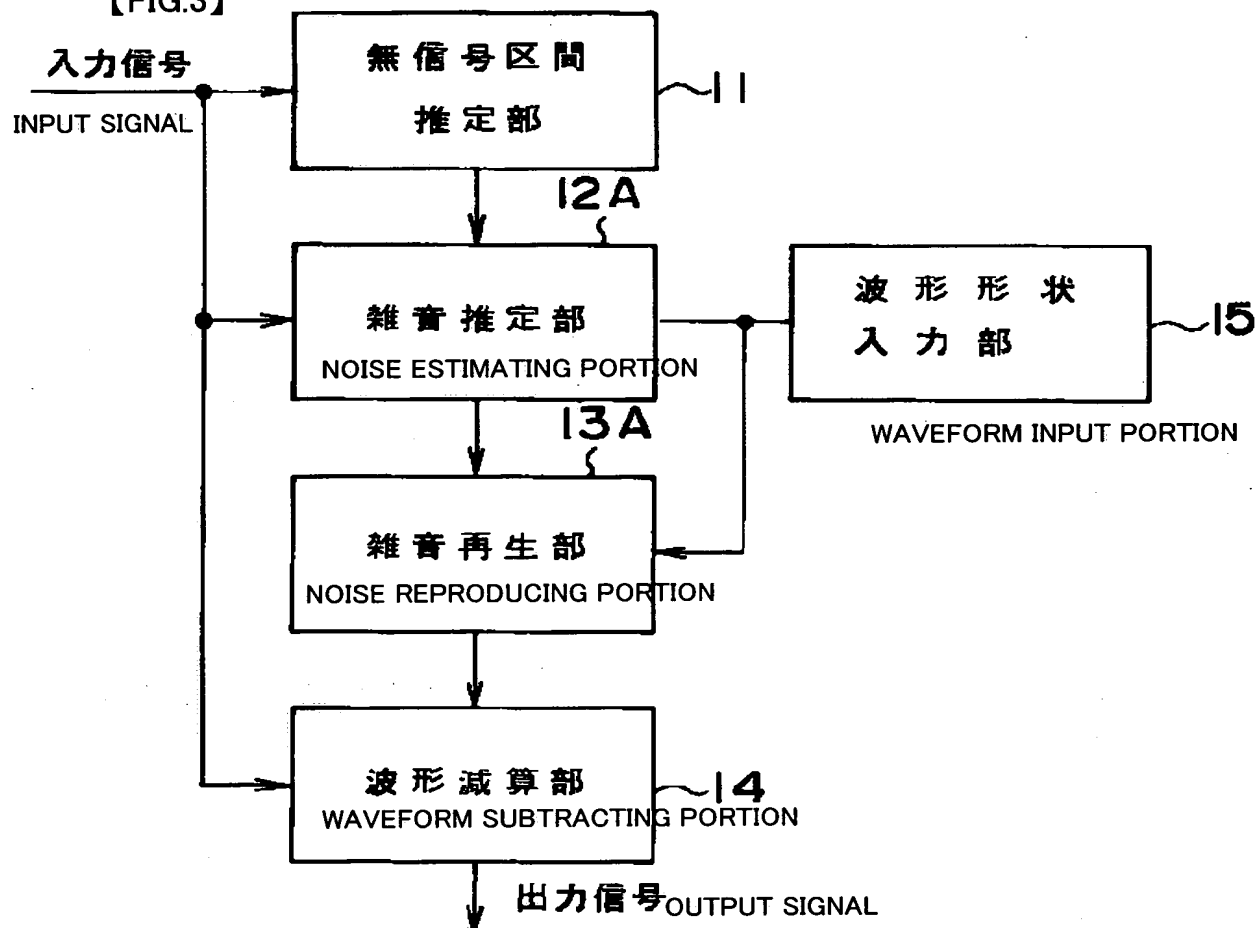 【FIG.3】
入力信号
INPUT SIGNAL
無信号区間
推定部
11
12A
雑音推定部
NOISE ESTIMATING PORTION
波形形状
入力部
15
WAVEFORM INPUT PORTION
13A
雑音再生部
NOISE REPRODUCING PORTION
波形減算部
WAVEFORM SUBTRACTING PORTION
14
出力信号 OUTPUT SIGNAL